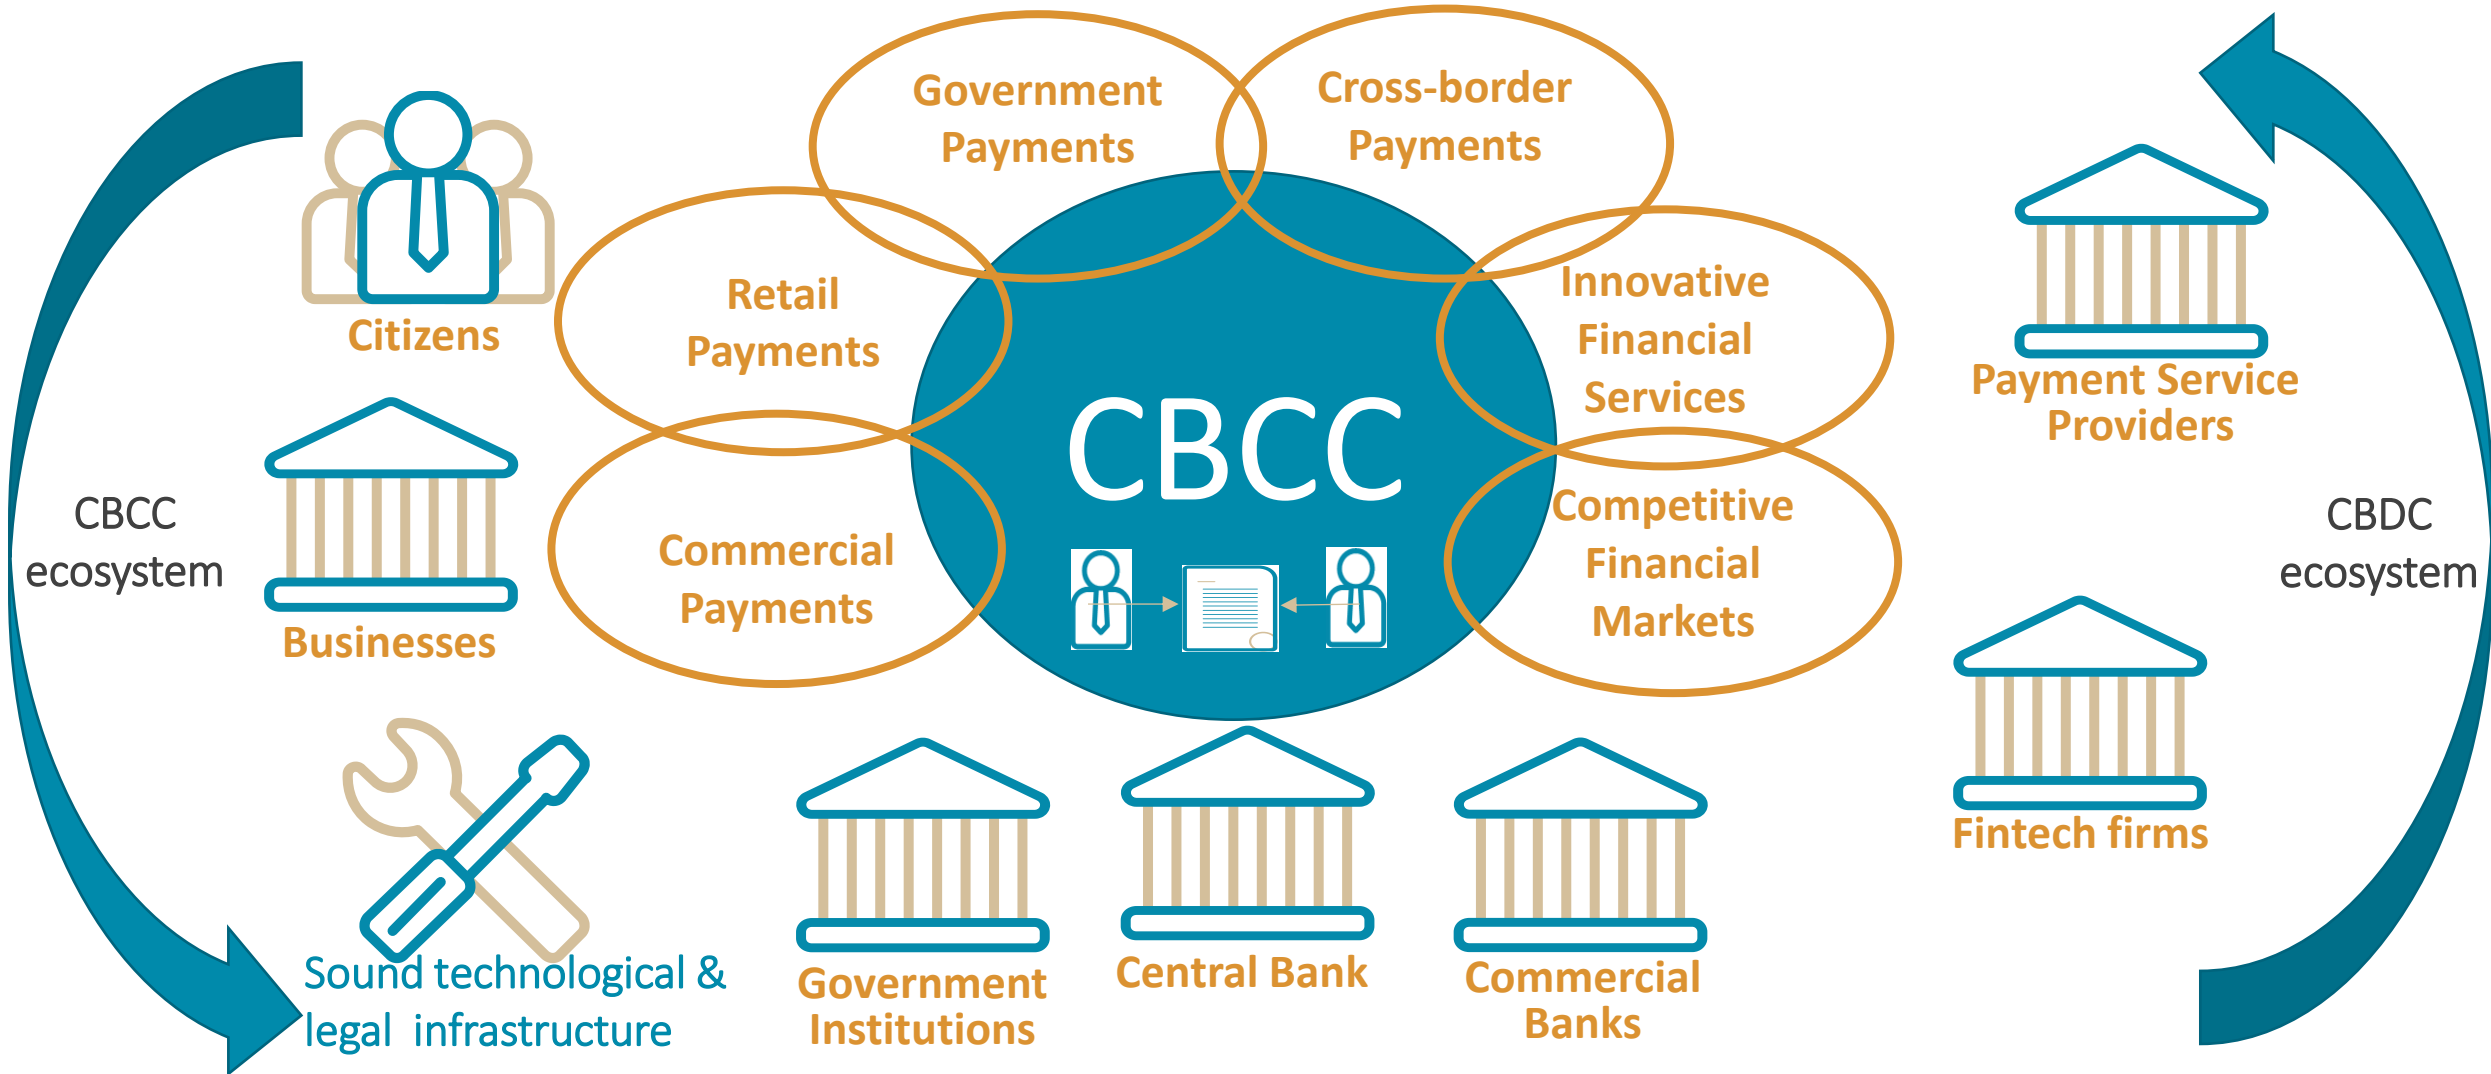 Government
Payments
Cross-border
Payments
Citizens
Retail
Payments
Innovative
Financial
Services
Payment Service
Providers
CBCC
CBCC
ecosystem
CBDC
ecosystem
Commercial
Payments
Competitive
Financial
Markets
Businesses
Fintech firms
Sound technological &
legal infrastructure
Government
Institutions
Central Bank
Commercial
Banks